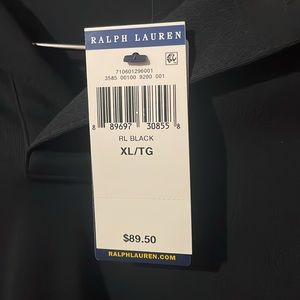 RALPH LAUREN
710601296001
3585 00100 9200 001
8 89697 30855 8
RL BLACK
XL/TG
$89.50
RALPHLAUREN.COM